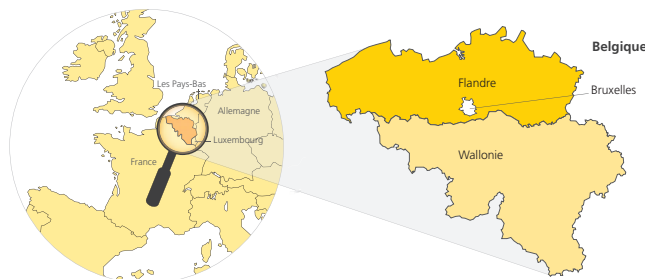 Les Pays-Bas
Allemagne
Luxembourg
France
Belgique
Flandre
Bruxelles
Wallonie